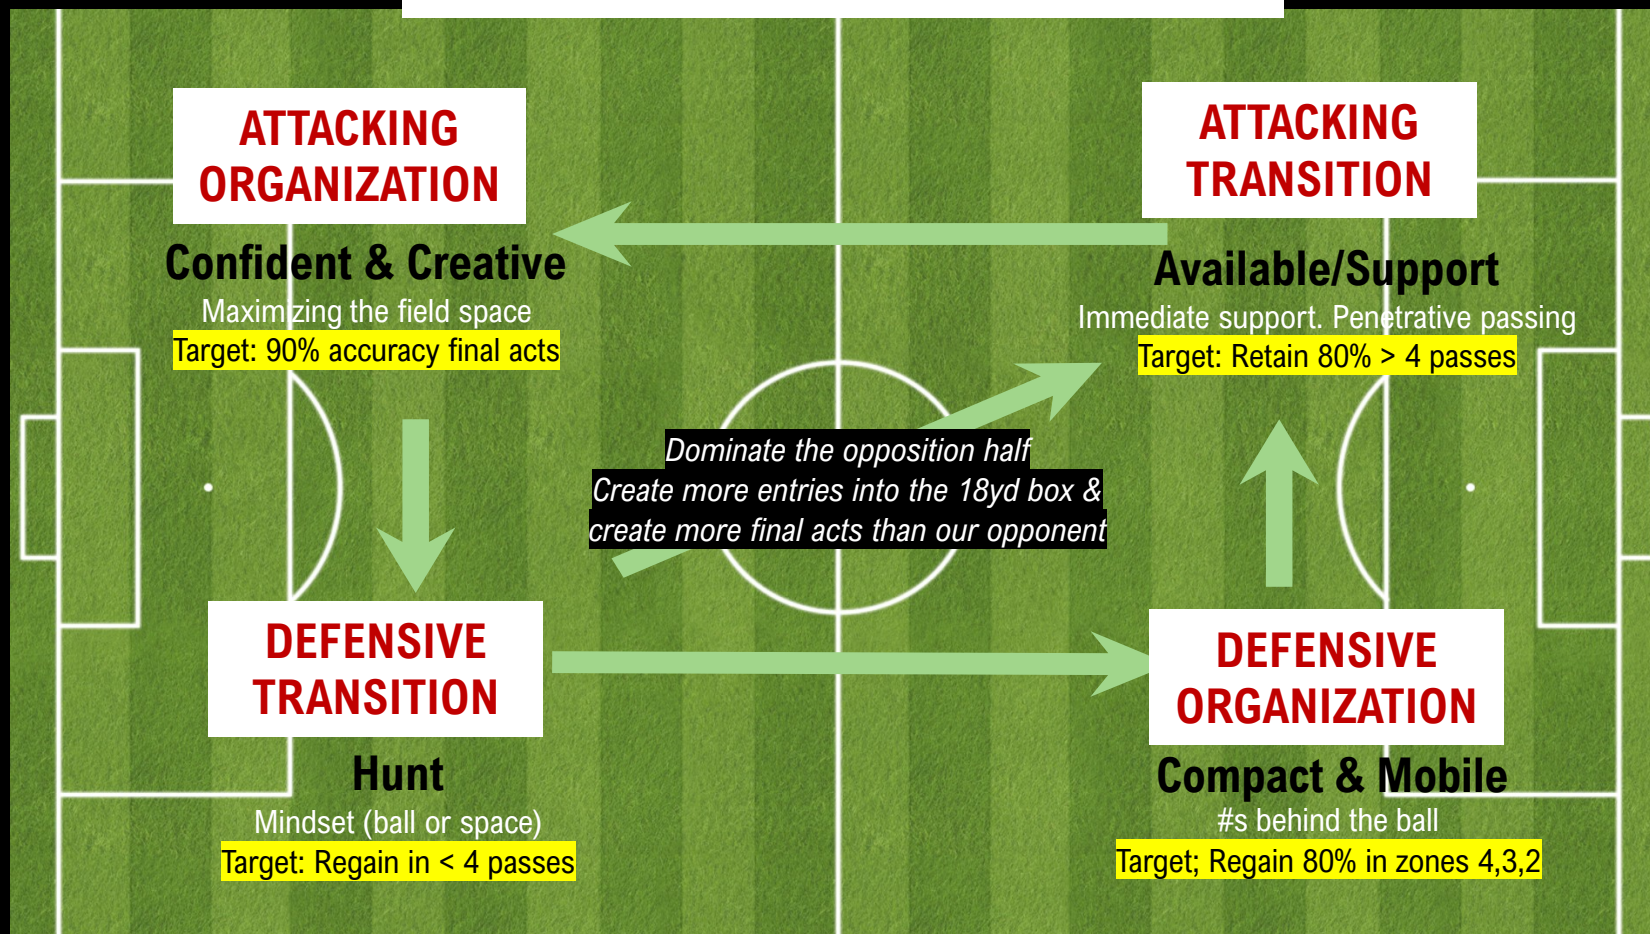 ATTACKING
ORGANIZATION
Confident & Creative
Maximizing the field space
Target: 90% accuracy final acts
ATTACKING
TRANSITION
Available/Support
Immediate support. Penetrative passing
Target: Retain 80% > 4 passes
Dominate the opposition half
Create more entries into the 18yd box &
create more final acts than our opponent
DEFENSIVE
TRANSITION
Hunt
Mindset (ball or space)
Target: Regain in < 4 passes
DEFENSIVE
ORGANIZATION
Compact & Mobile
#s behind the ball
Target; Regain 80% in zones 4,3,2